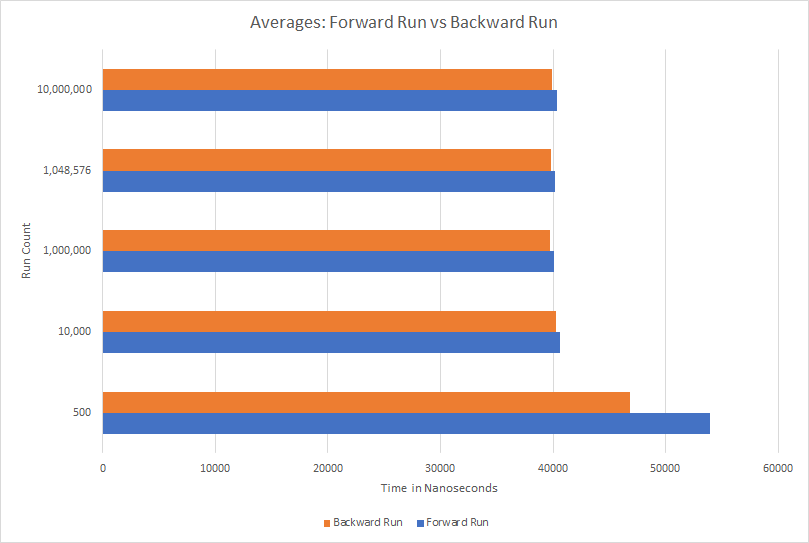 Averages: Forward Run vs Backward Run
10,000,000
1,048,576
1,000,000
10,000
500
Run Count
0 10000 20000 30000 40000 50000 60000
Time in Nanoseconds
Backward Run Forward Run